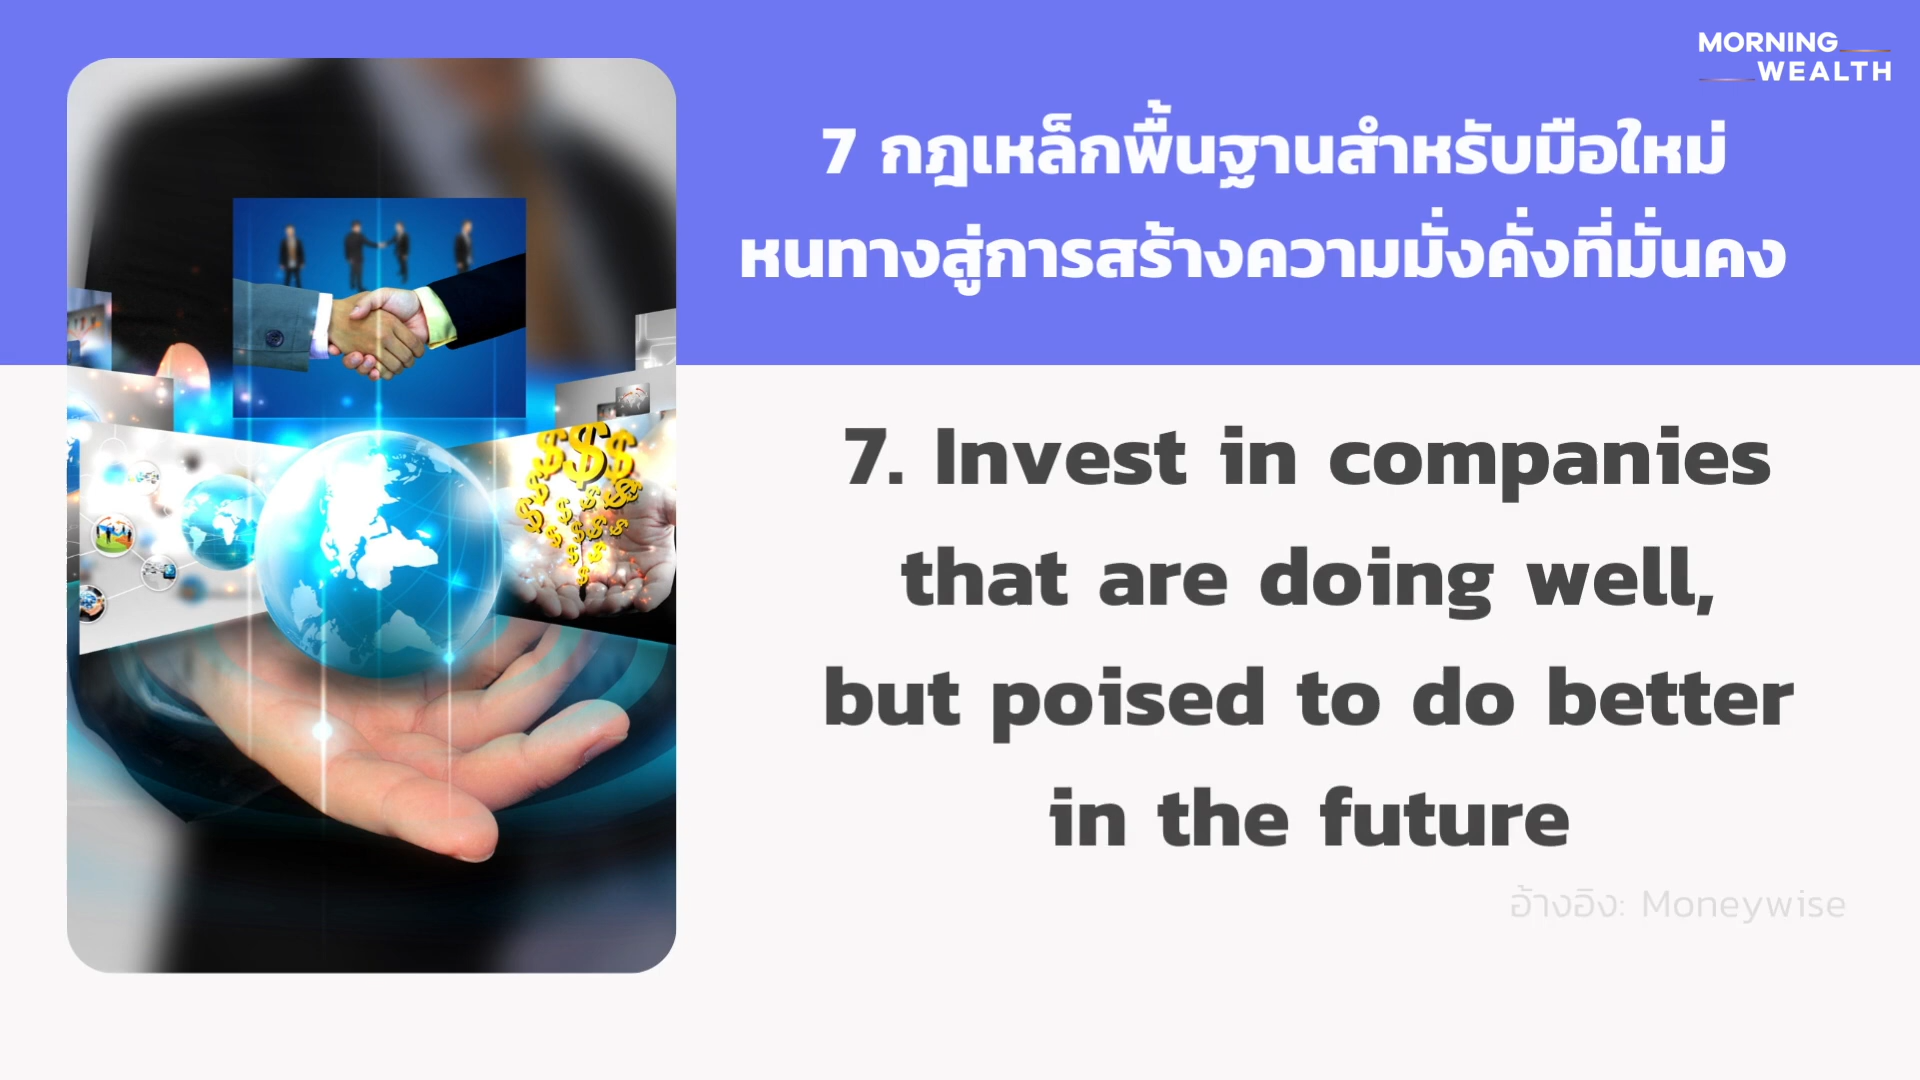 MORNING
WEALTH
7 กฎเหล็กพื้นฐานสำหรับมือใหม่
หนทางสู่การสร้างความมั่งคั่งที่มั่นคง
7. Invest in companies
that are doing well,
but poised to do better
in the future
อ้างอิง: Moneywise